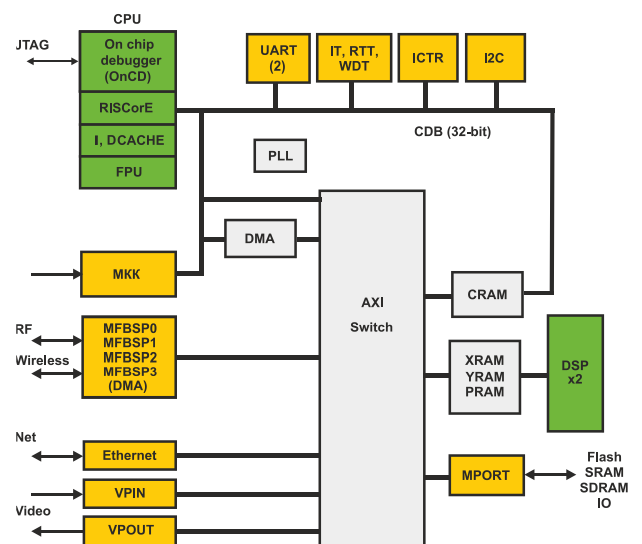 CPU
JTAG
On chip
debugger
(OnCD)
RISCorE
I, DCACHE
FPU
UART
(2)
IT, RTT,
WDT
ICTR
I2C
CDB (32-bit)
PLL
DMA
МКК
AXI
Switch
CRAM
RF
Wireless
MFBSP0
MFBSP1
MFBSP2
MFBSP3
(DMA)
XRAM
YRAM
PRAM
DSP
x2
Net
Ethernet
VPIN
Video
VPOUT
MPORT
Flash
SRAM
SDRAM
IO